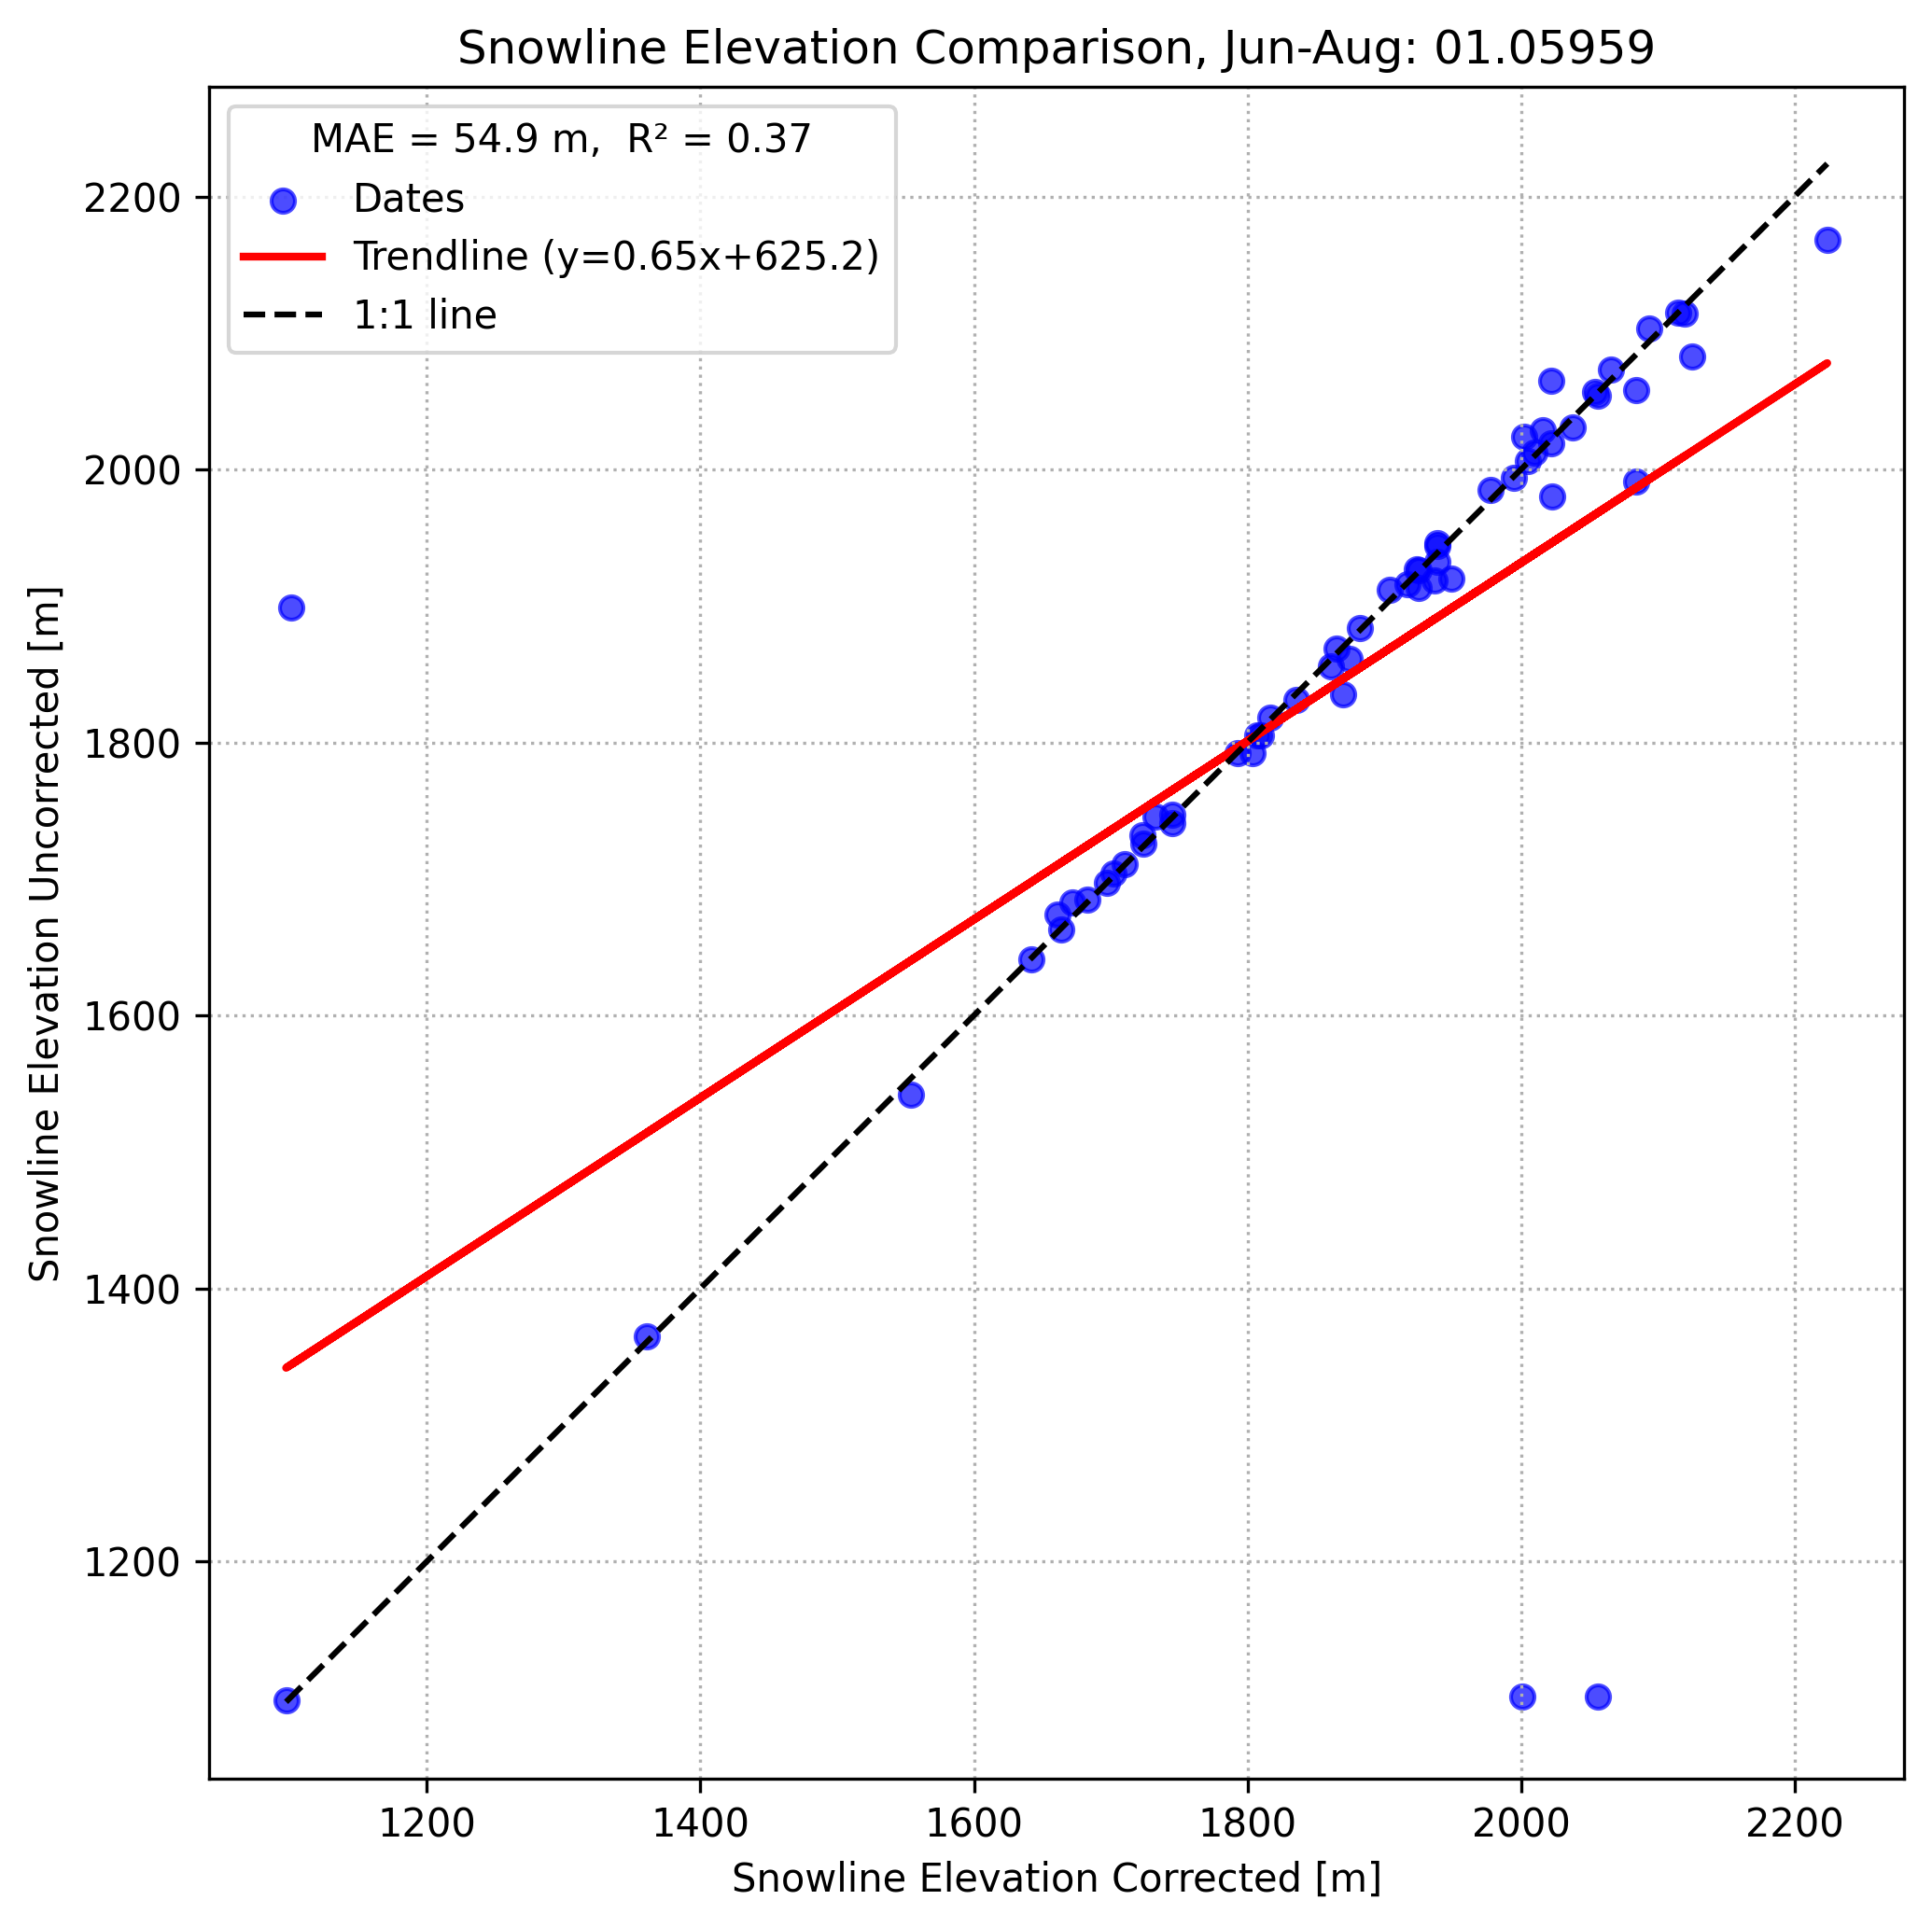 Snowline Elevation Comparison, Jun-Aug: 01.05959
MAE = 54.9 m,  R² = 0.37
Dates
Trendline (y=0.65x+625.2)
1:1 line
Snowline Elevation Uncorrected [m]
2200
2000
1800
1600
1400
1200
1200 1400 1600 1800 2000 2200
Snowline Elevation Corrected [m]